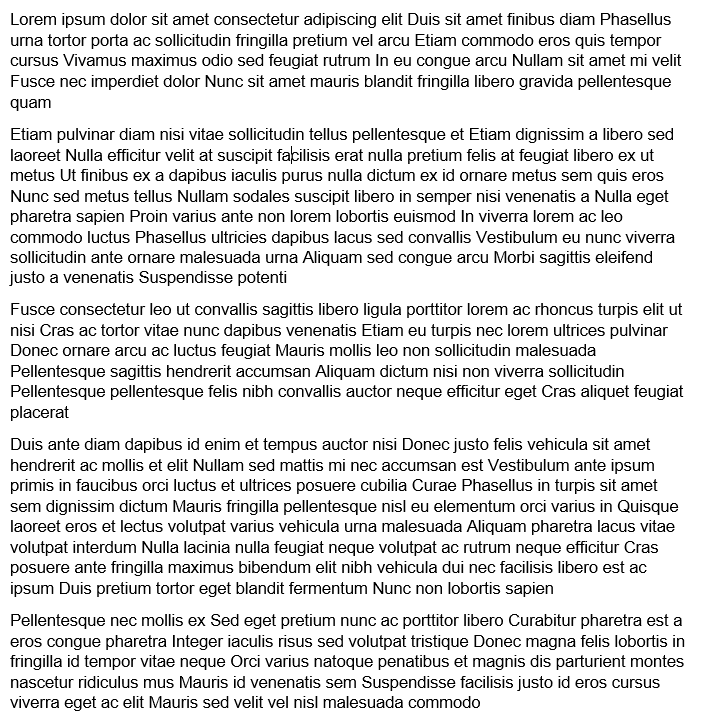 Lorem ipsum dolor sit amet consectetur adipiscing elit Duis sit amet finibus diam Phasellus
urna tortor porta ac sollicitudin fringilla pretium vel arcu Etiam commodo eros quis tempor
cursus Vivamus maximus odio sed feugiat rutrum In eu congue arcu Nullam sit amet mi velit
Fusce nec imperdiet dolor Nunc sit amet mauris blandit fringilla libero gravida pellentesque
quam
Etiam pulvinar diam nisi vitae sollicitudin tellus pellentesque et Etiam dignissim a libero sed
laoreet Nulla efficitur velit at suscipit facilisis erat nulla pretium felis at feugiat libero ex ut
metus Ut finibus ex a dapibus iaculis purus nulla dictum ex id ornare metus sem quis eros
Nunc sed metus tellus Nullam sodales suscipit libero in semper nisi venenatis a Nulla eget
pharetra sapien Proin varius ante non lorem lobortis euismod In viverra lorem ac leo
commodo luctus Phasellus ultricies dapibus lacus sed convallis Vestibulum eu nunc viverra
sollicitudin ante ornare malesuada urna Aliquam sed congue arcu Morbi sagittis eleifend
justo a venenatis Suspendisse potenti
Fusce consectetur leo ut convallis sagittis libero ligula porttitor lorem ac rhoncus turpis elit ut
nisi Cras ac tortor vitae nunc dapibus venenatis Etiam eu turpis nec lorem ultrices pulvinar
Donec ornare arcu ac luctus feugiat Mauris mollis leo non sollicitudin malesuada
Pellentesque sagittis hendrerit accumsan Aliquam dictum nisi non viverra sollicitudin
Pellentesque pellentesque felis nibh convallis auctor neque efficitur eget Cras aliquet feugiat
placerat
Duis ante diam dapibus id enim et tempus auctor nisi Donec justo felis vehicula sit amet
hendrerit ac mollis et elit Nullam sed mattis mi nec accumsan est Vestibulum ante ipsum
primis in faucibus orci luctus et ultrices posuere cubilia Curae Phasellus in turpis sit amet
sem dignissim dictum Mauris fringilla pellentesque nisl eu elementum orci varius in Quisque
laoreet eros et lectus volutpat varius vehicula urna malesuada Aliquam pharetra lacus vitae
volutpat interdum Nulla lacinia nulla feugiat neque volutpat ac rutrum neque efficitur Cras
posuere ante fringilla maximus bibendum elit nibh vehicula dui nec facilisis libero est ac
ipsum Duis pretium tortor eget blandit fermentum Nunc non lobortis sapien
Pellentesque nec mollis ex Sed eget pretium nunc ac porttitor libero Curabitur pharetra est a
eros congue pharetra Integer iaculis risus sed volutpat tristique Donec magna felis lobortis in
fringilla id tempor vitae neque Orci varius natoque penatibus et magnis dis parturient montes
nascetur ridiculus mus Mauris id venenatis sem Suspendisse facilisis justo id eros cursus
viverra eget ac elit Mauris sed velit vel nisl malesuada commodo